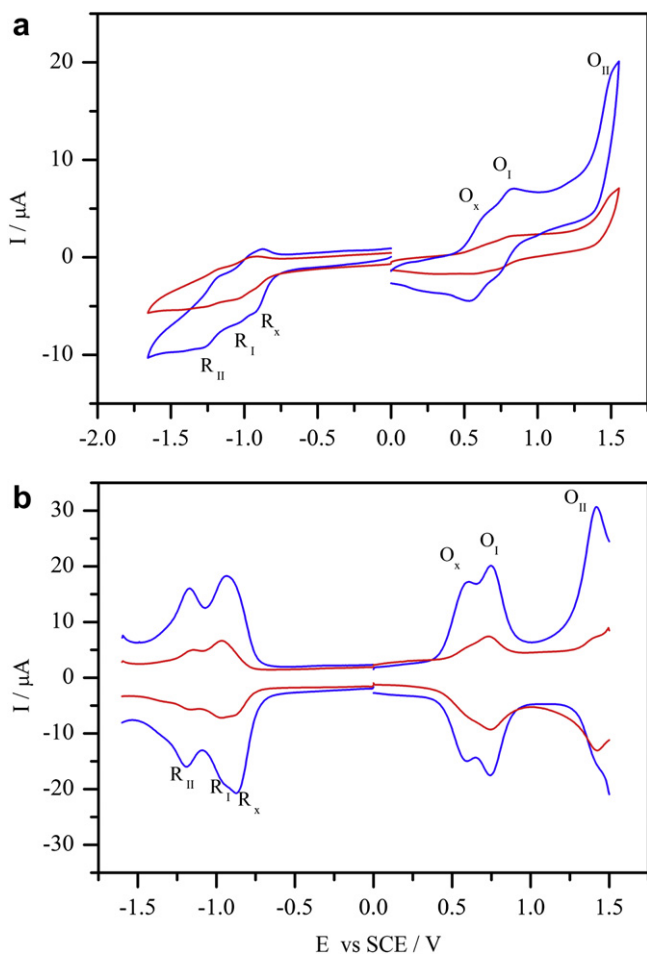 a
20
10
0
-10
I / μA
O_x
O_I
O_II
R_II
R_I
R_x
-2.0 -1.5 -1.0 -0.5 0.0 0.5 1.0 1.5
b
30
20
10
0
-10
-20
-30
I / μA
O_x
O_I
O_II
R_II
R_I
R_x
-1.5 -1.0 -0.5 0.0 0.5 1.0 1.5
E vs SCE / V